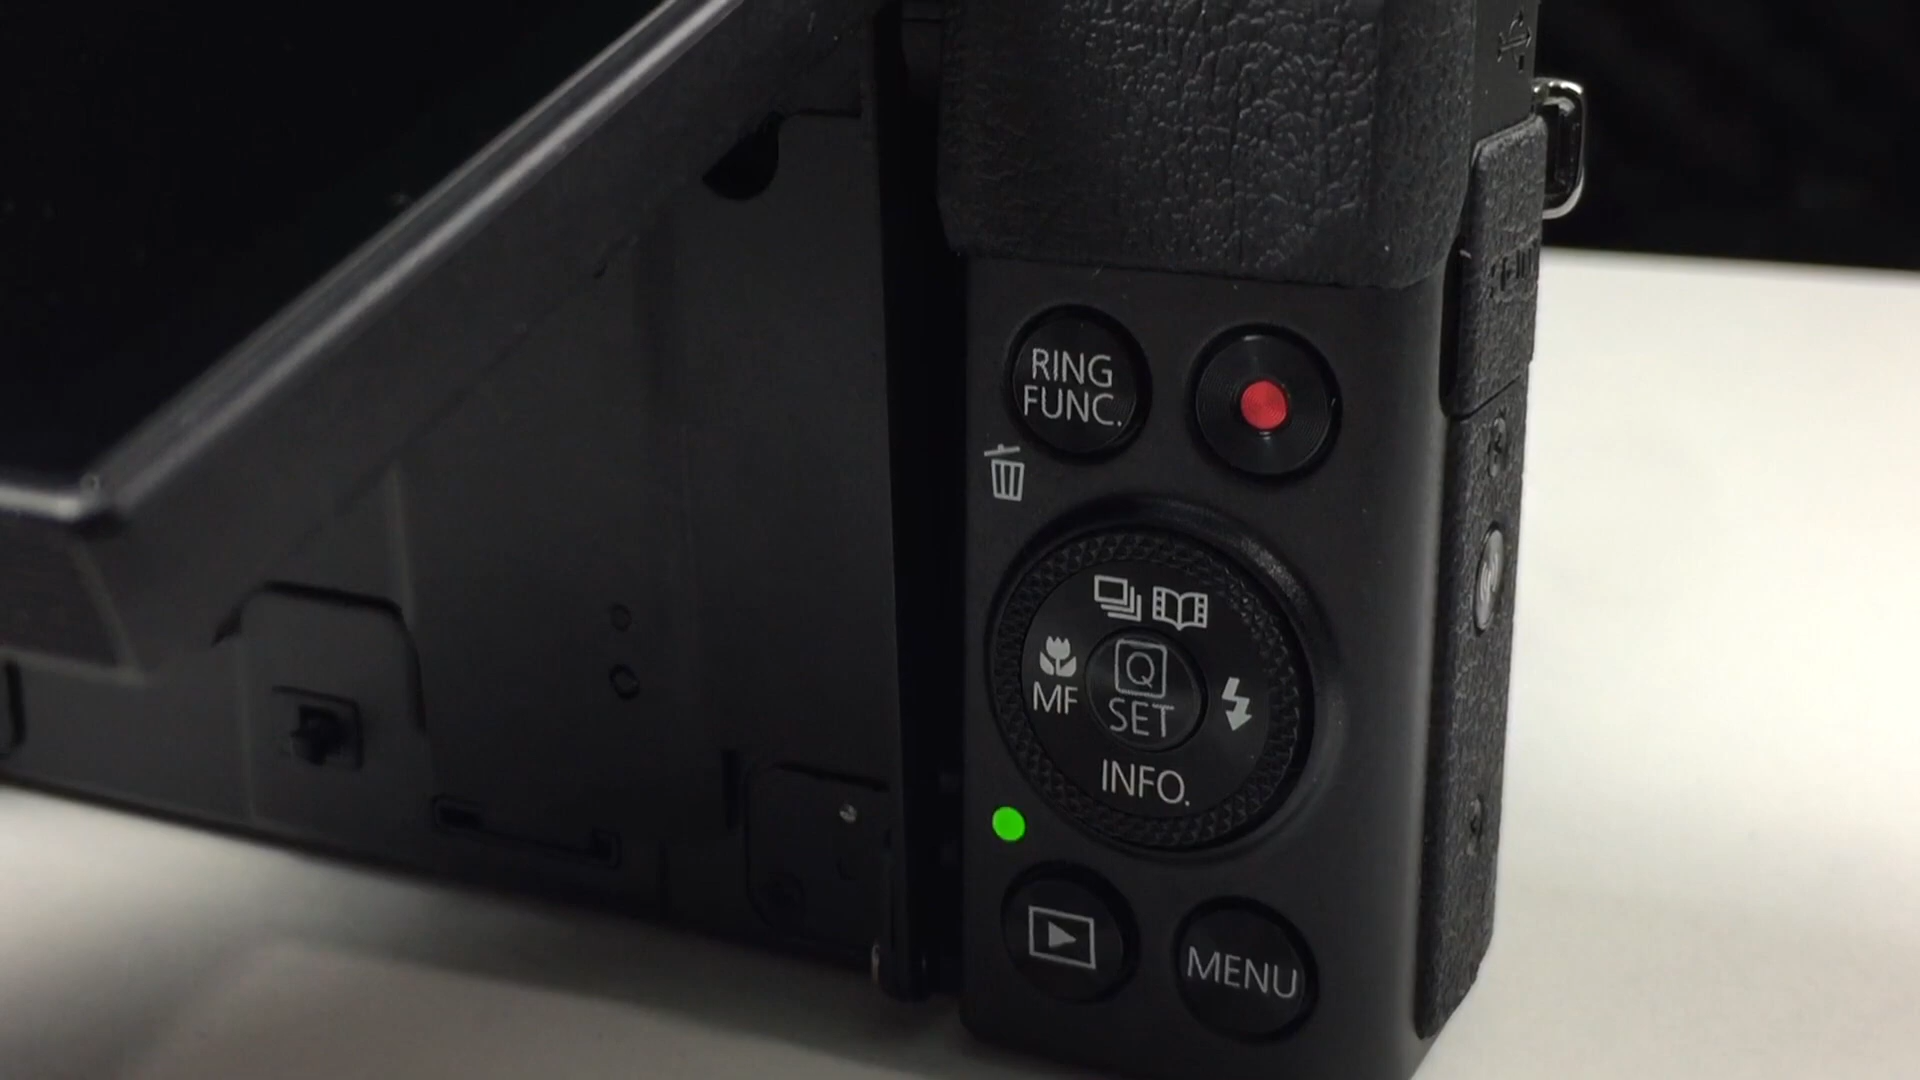 RING
FUNC.
MF
Q
SET
INFO.
MENU